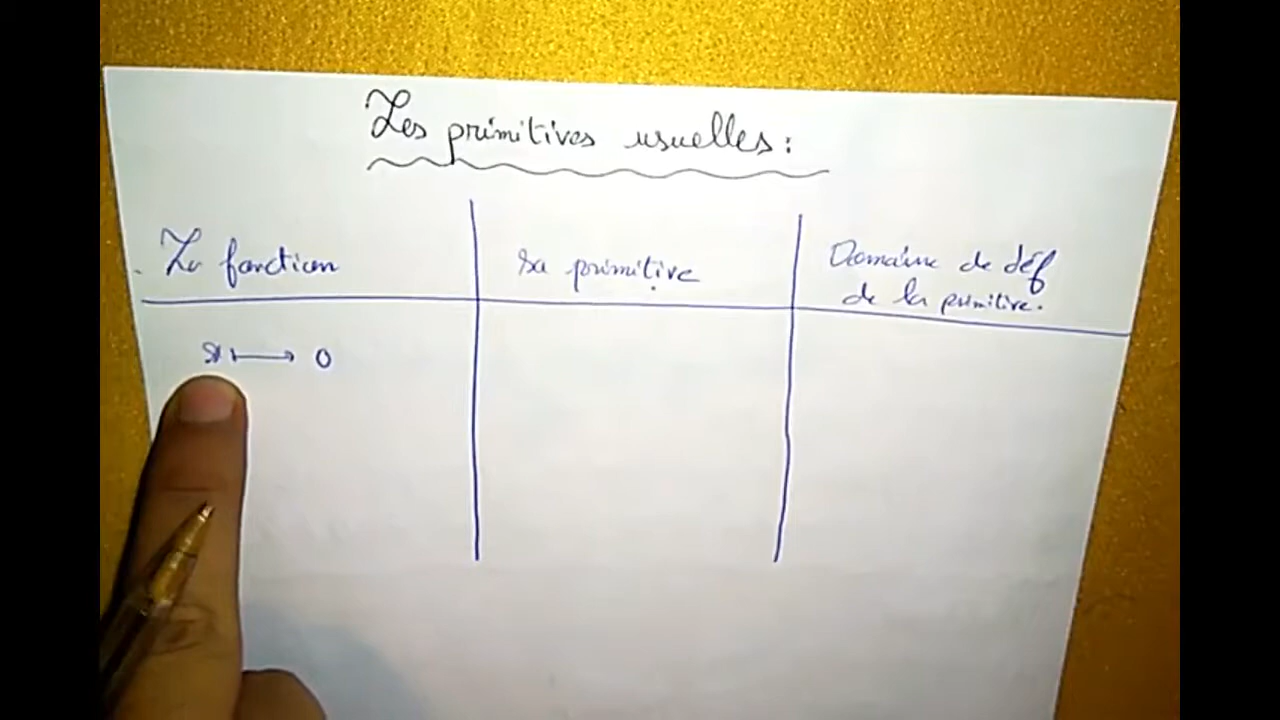 Les primitives usuelles :
La fonction
sa primitive
Domaine de déf
de la primitive.
x ⟼ 0